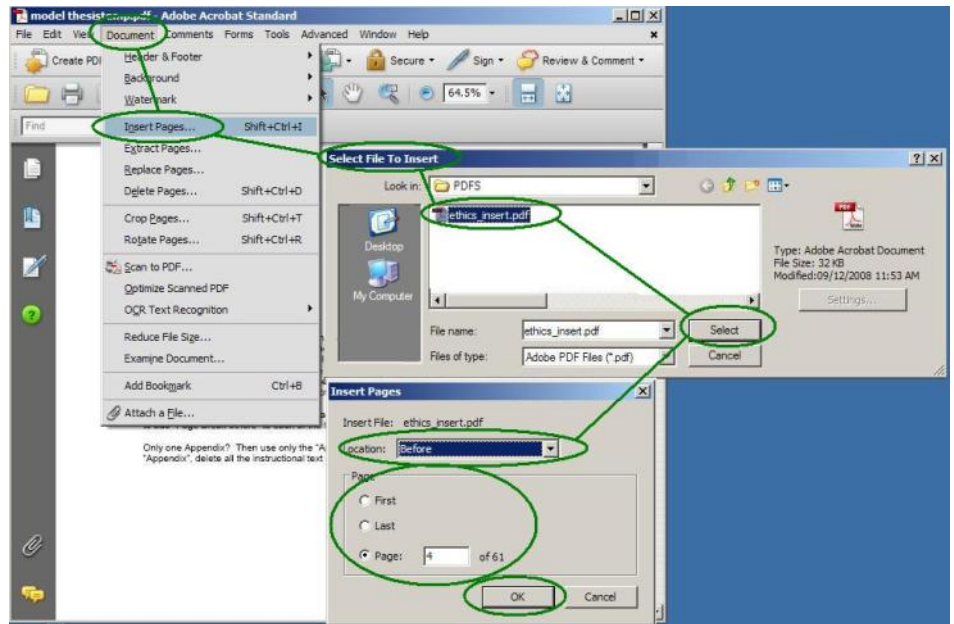 model thesistemp.pdf - Adobe Acrobat Standard
File Edit View Document Comments Forms Tools Advanced Window Help
Create PD Secure Sign Review & Comment
Header & Footer
Background
64.5%
Watermark
Find
Insert Pages... Shift+Ctrl+I
Extract Pages...
Replace Pages...
Delete Pages... Shift+Ctrl+D
Crop Pages... Shift+Ctrl+T
Rotate Pages... Shift+Ctrl+R
Scan to PDF...
Optimize Scanned PDF
OCR Text Recognition
Reduce File Size...
Examine Document...
Add Bookmark Ctrl+B
Attach a File...
Only one Appendix? Then use only the "A
"Appendix", delete all the instructional text
Select File To Insert
Look in: PDFS
ethics_insert.pdf
Desktop
My Computer
PDF
Type: Adobe Acrobat Document
File Size: 32 KB
Modified:09/12/2008 11:53 AM
Settings...
File name: ethics_insert.pdf Select
Files of type: Adobe PDF Files (*.pdf) Cancel
Insert Pages
Insert File: ethics_insert.pdf
Location: Before
Page
First
Last
Page: 4 of 61
OK Cancel